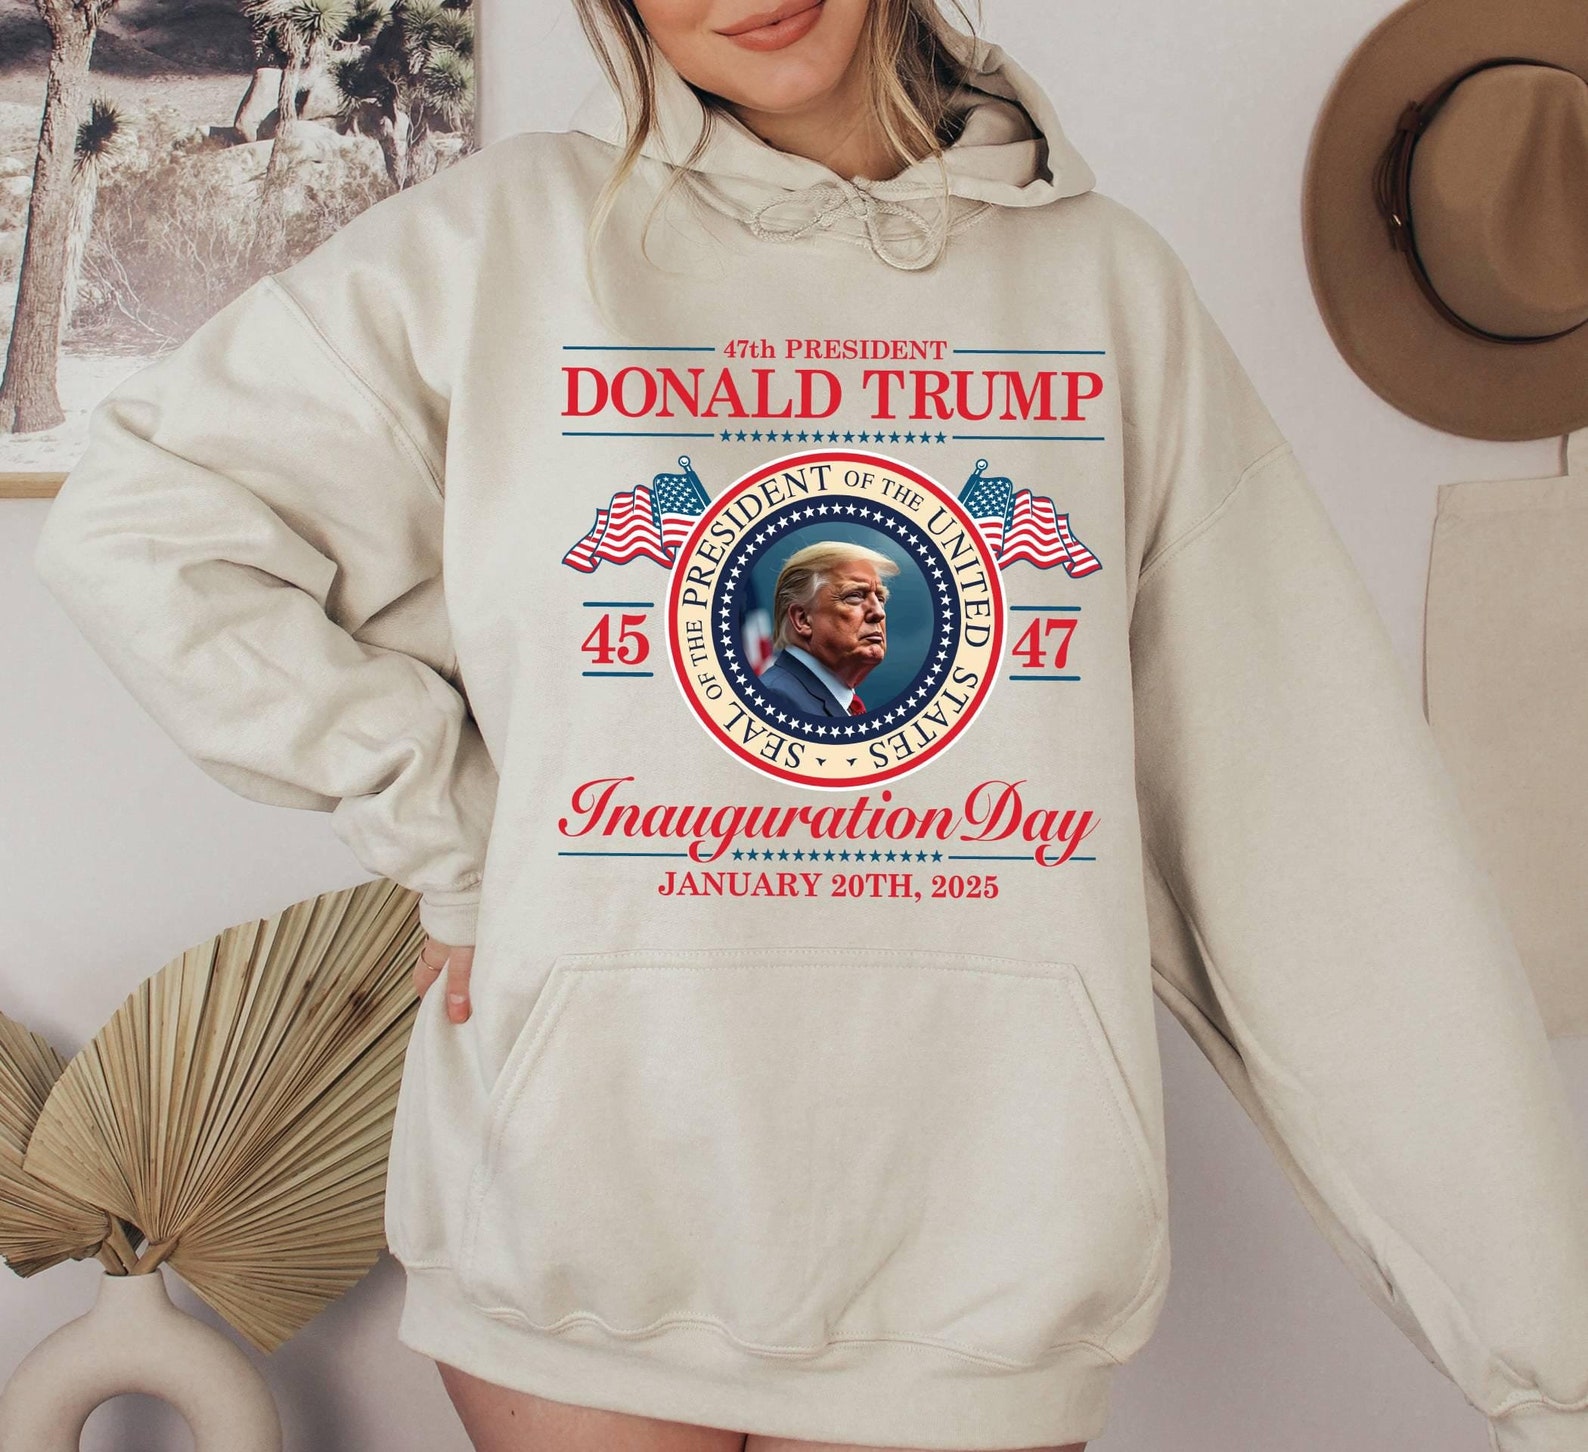 47th PRESIDENT
DONALD TRUMP
SEAL OF THE PRESIDENT OF THE UNITED STATES
45
47
Inauguration Day
JANUARY 20TH, 2025